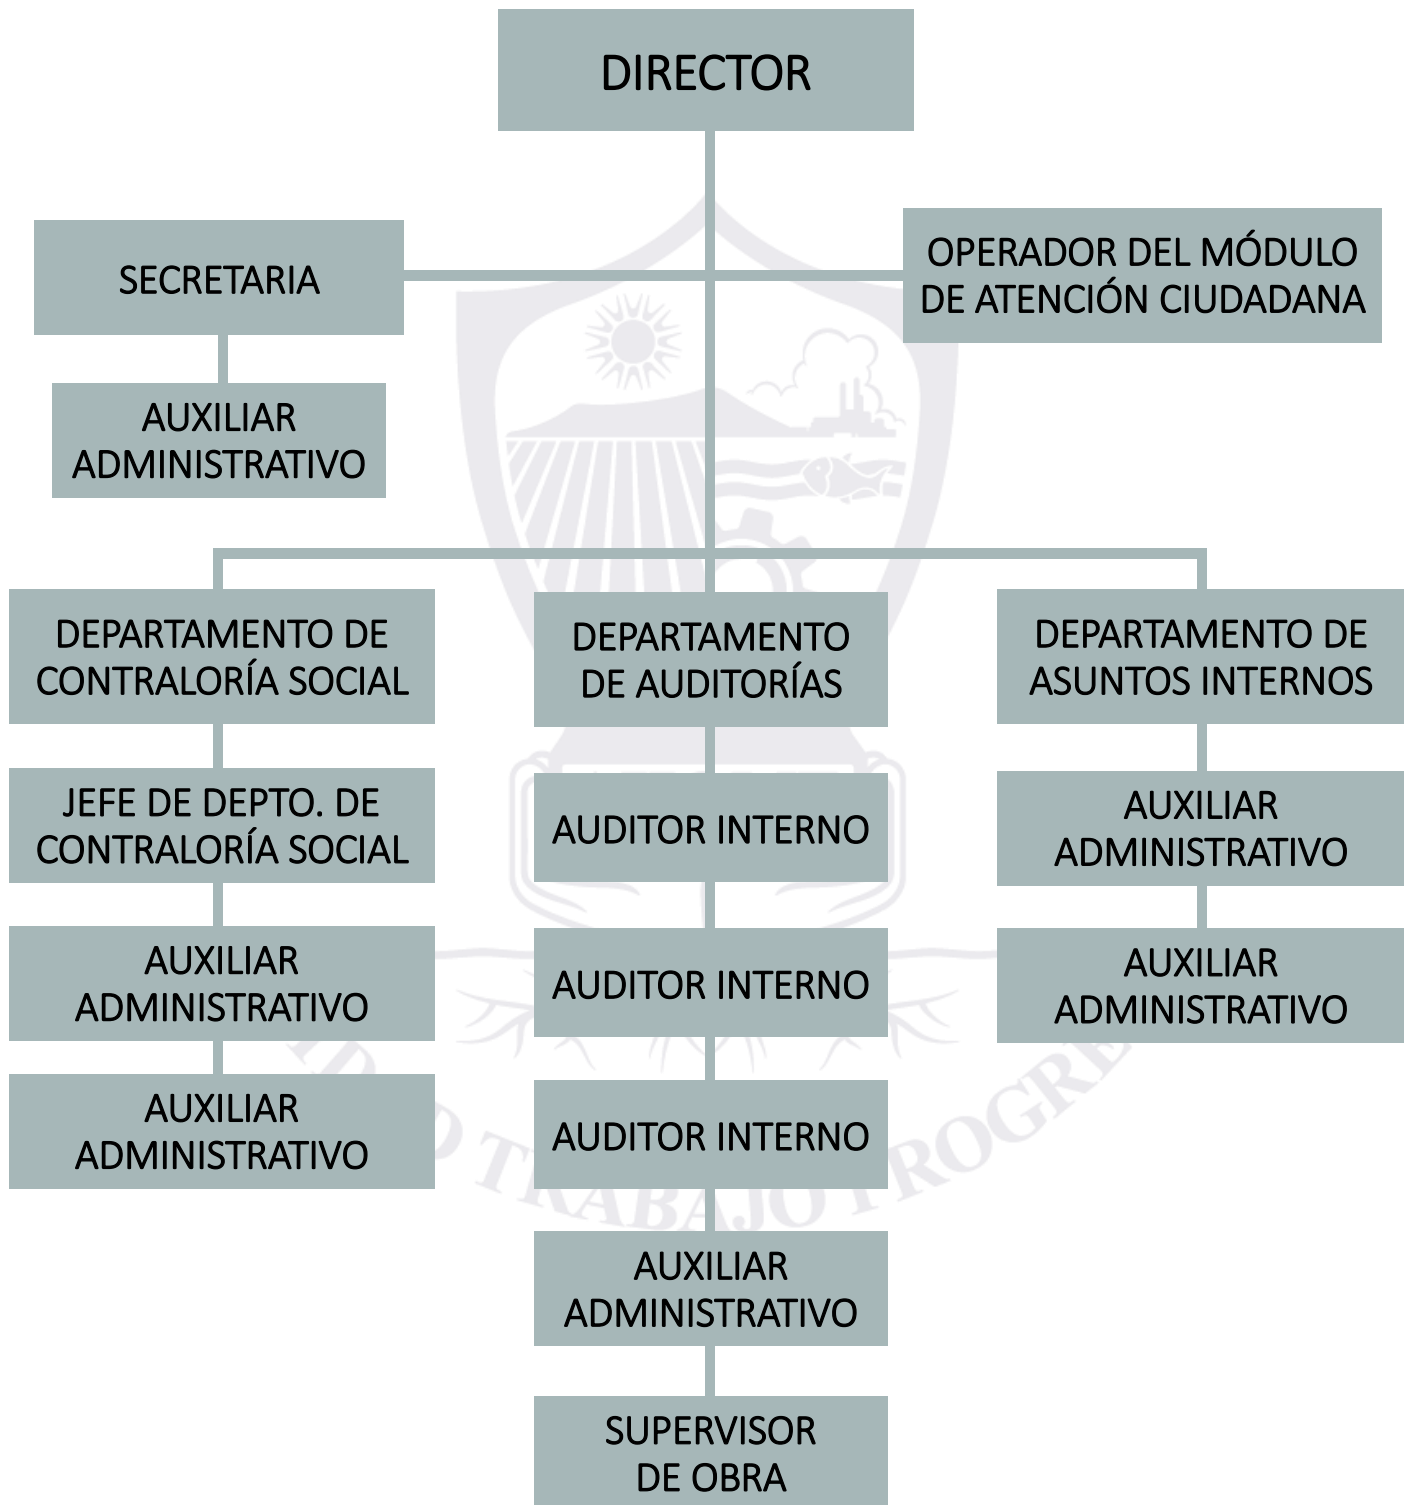 DIRECTOR
SECRETARIA
OPERADOR DEL MÓDULO
DE ATENCIÓN CIUDADANA
AUXILIAR
ADMINISTRATIVO
DEPARTAMENTO DE
CONTRALORÍA SOCIAL
JEFE DE DEPTO. DE
CONTRALORÍA SOCIAL
AUXILIAR
ADMINISTRATIVO
AUXILIAR
ADMINISTRATIVO
DEPARTAMENTO
DE AUDITORÍAS
AUDITOR INTERNO
AUDITOR INTERNO
AUDITOR INTERNO
AUXILIAR
ADMINISTRATIVO
SUPERVISOR
DE OBRA
DEPARTAMENTO DE
ASUNTOS INTERNOS
AUXILIAR
ADMINISTRATIVO
AUXILIAR
ADMINISTRATIVO
TRABAJO